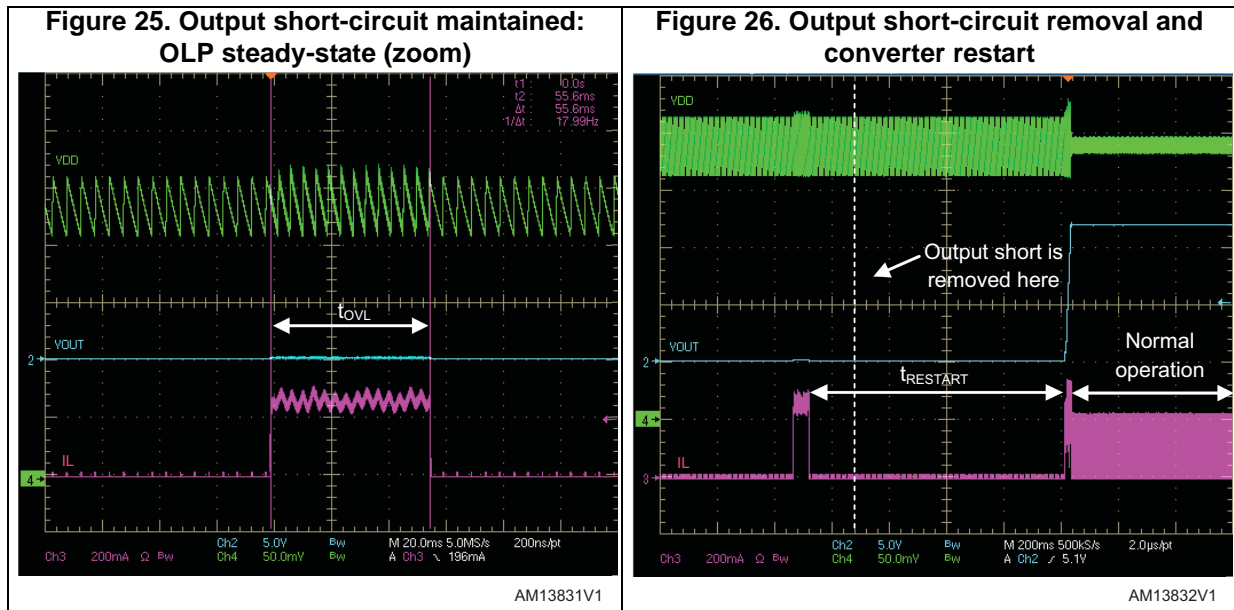 Figure 25. Output short-circuit maintained:
OLP steady-state (zoom)
t1 : 0.0s
t2 : 55.6ms
Δt : 55.6ms
1/Δt : 17.99Hz
VDD
tOVL
VOUT
2
IL
4
Ch2 5.0V Bw M 20.0ms 5.0MS/s 200ns/pt
Ch3 200mA Ω Bw Ch4 50.0mV Bw A Ch3 \ 196mA
AM13831V1
Figure 26. Output short-circuit removal and
converter restart
VDD
Output short is
removed here
VOUT
2
tRESTART
Normal
operation
4
IL
3
Ch2 5.0V Bw M 200ms 500kS/s 2.0µs/pt
Ch3 200mA Ω Bw Ch4 50.0mV Bw A Ch2 / 5.1V
AM13832V1